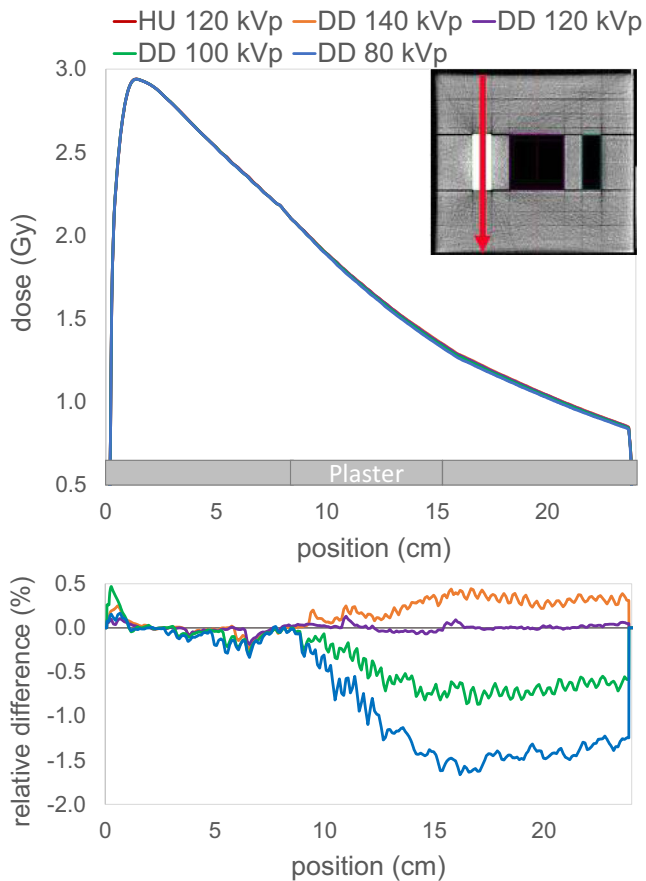 HU 120 kVp DD 140 kVp DD 120 kVp
DD 100 kVp DD 80 kVp
3.0
2.5
2.0
1.5
1.0
0.5
dose (Gy)
Plaster
0 5 10 15 20
position (cm)
0.5
0.0
-0.5
-1.0
-1.5
-2.0
relative difference (%)
0 5 10 15 20
position (cm)